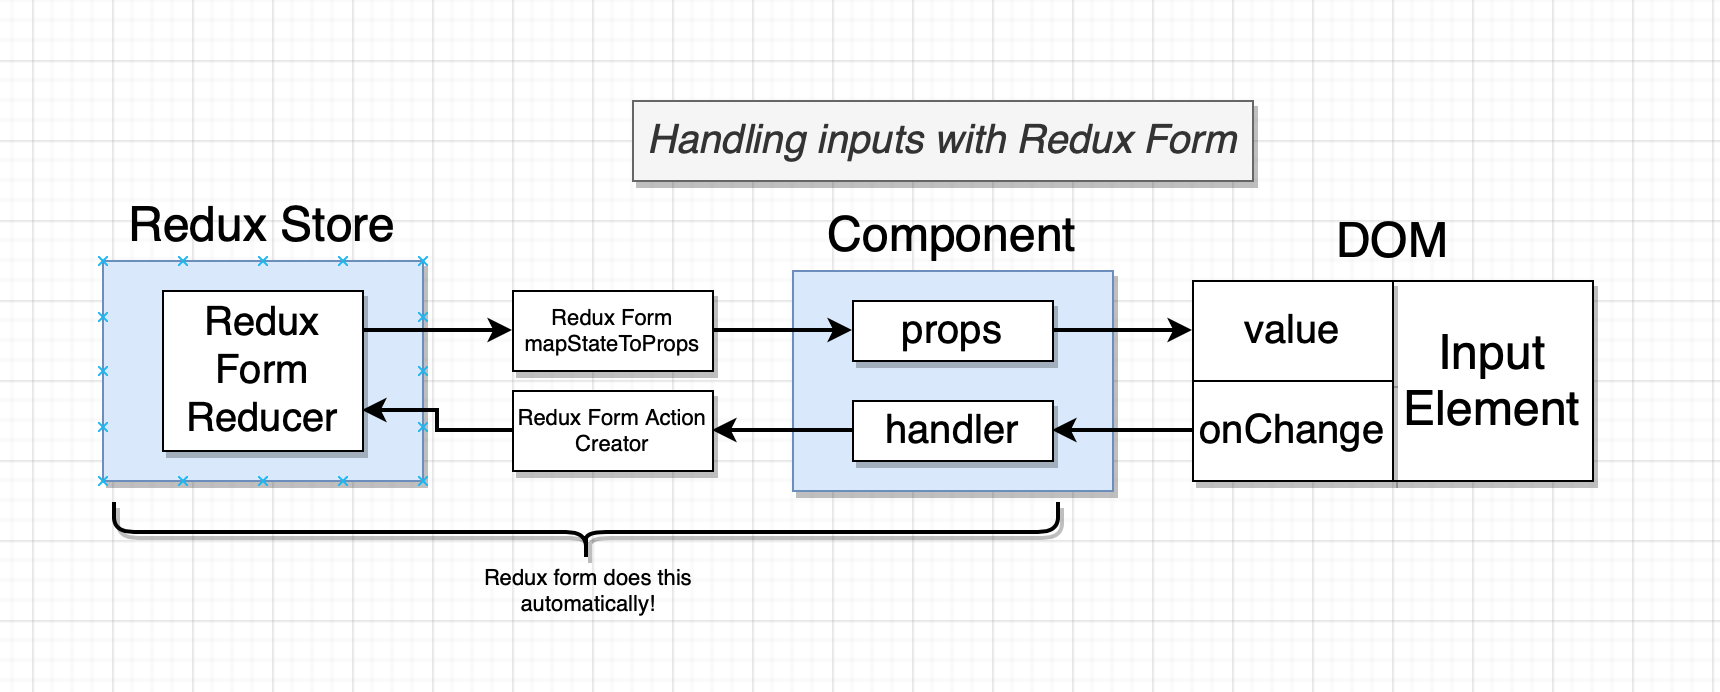 Handling inputs with Redux Form
Redux Store
Component
DOM
Redux
Form
Reducer
Redux Form
mapStateToProps
props
value
Input
Element
Redux Form Action
Creator
handler
onChange
Redux form does this
automatically!